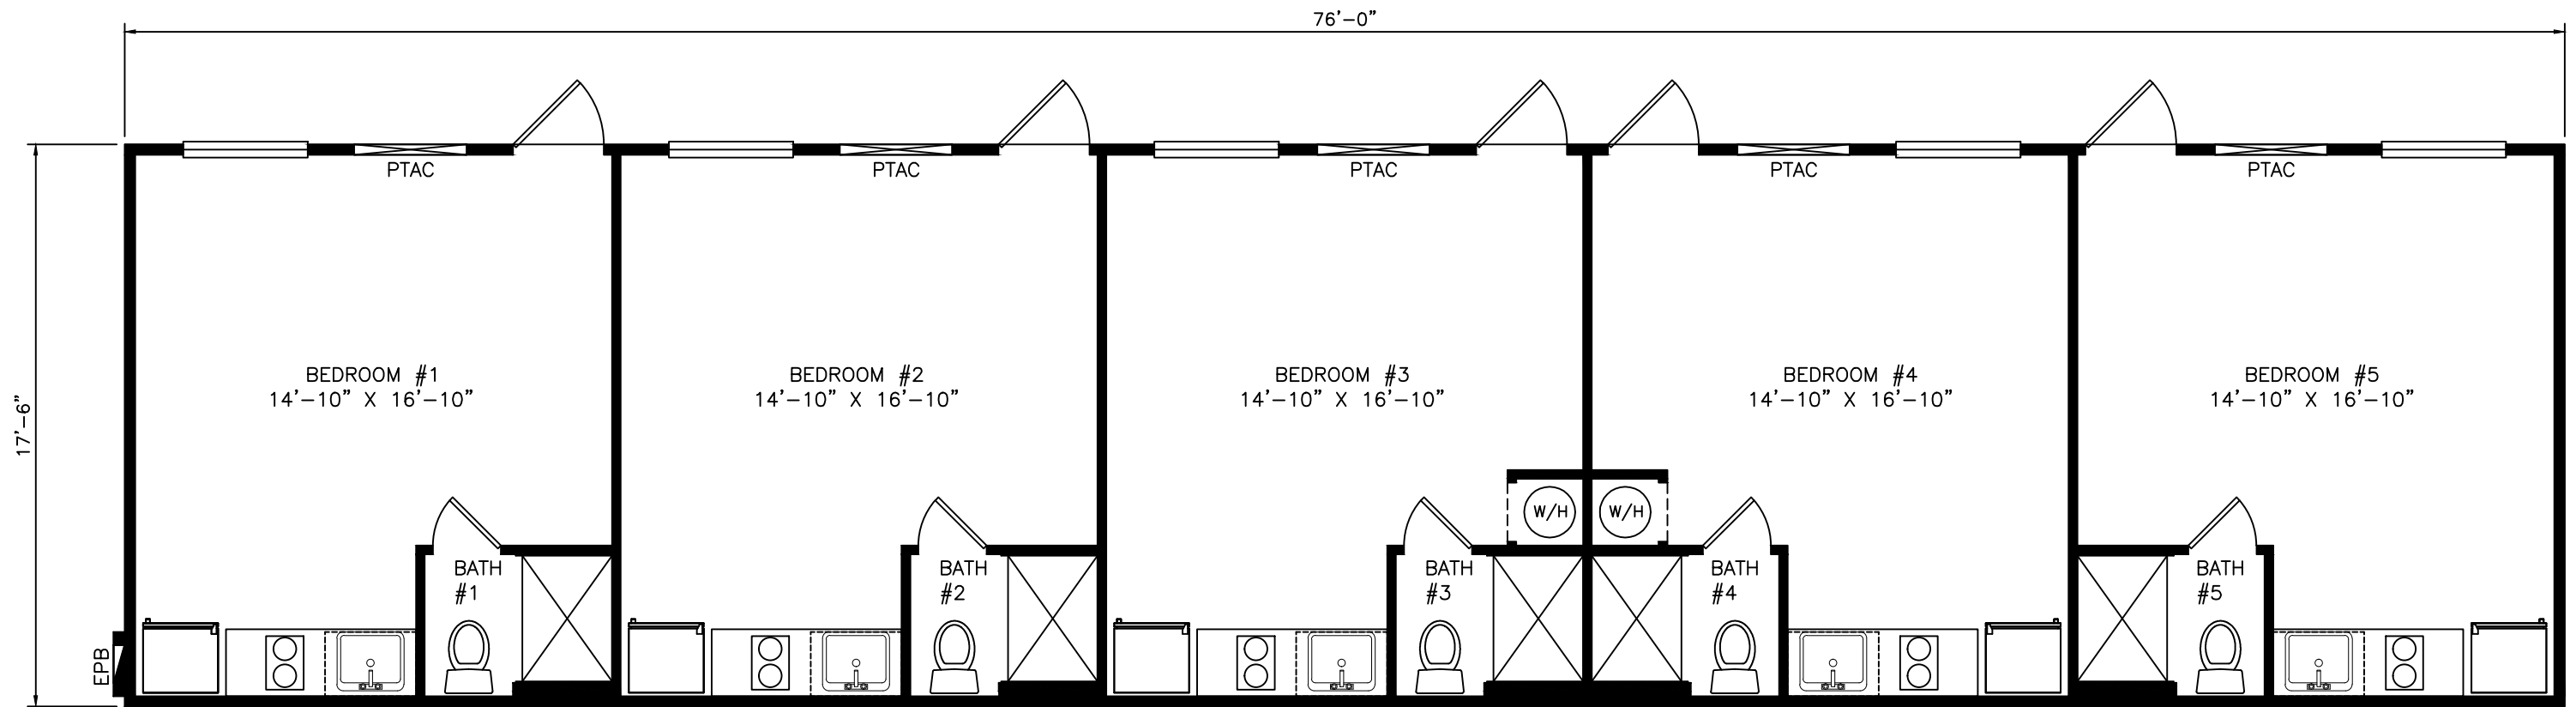 76'-0"
PTAC
PTAC
PTAC
PTAC
PTAC
17'-6"
BEDROOM #1
14'-10" X 16'-10"
BEDROOM #2
14'-10" X 16'-10"
BEDROOM #3
14'-10" X 16'-10"
BEDROOM #4
14'-10" X 16'-10"
BEDROOM #5
14'-10" X 16'-10"
W/H
W/H
BATH
#1
BATH
#2
BATH
#3
BATH
#4
BATH
#5
EPB